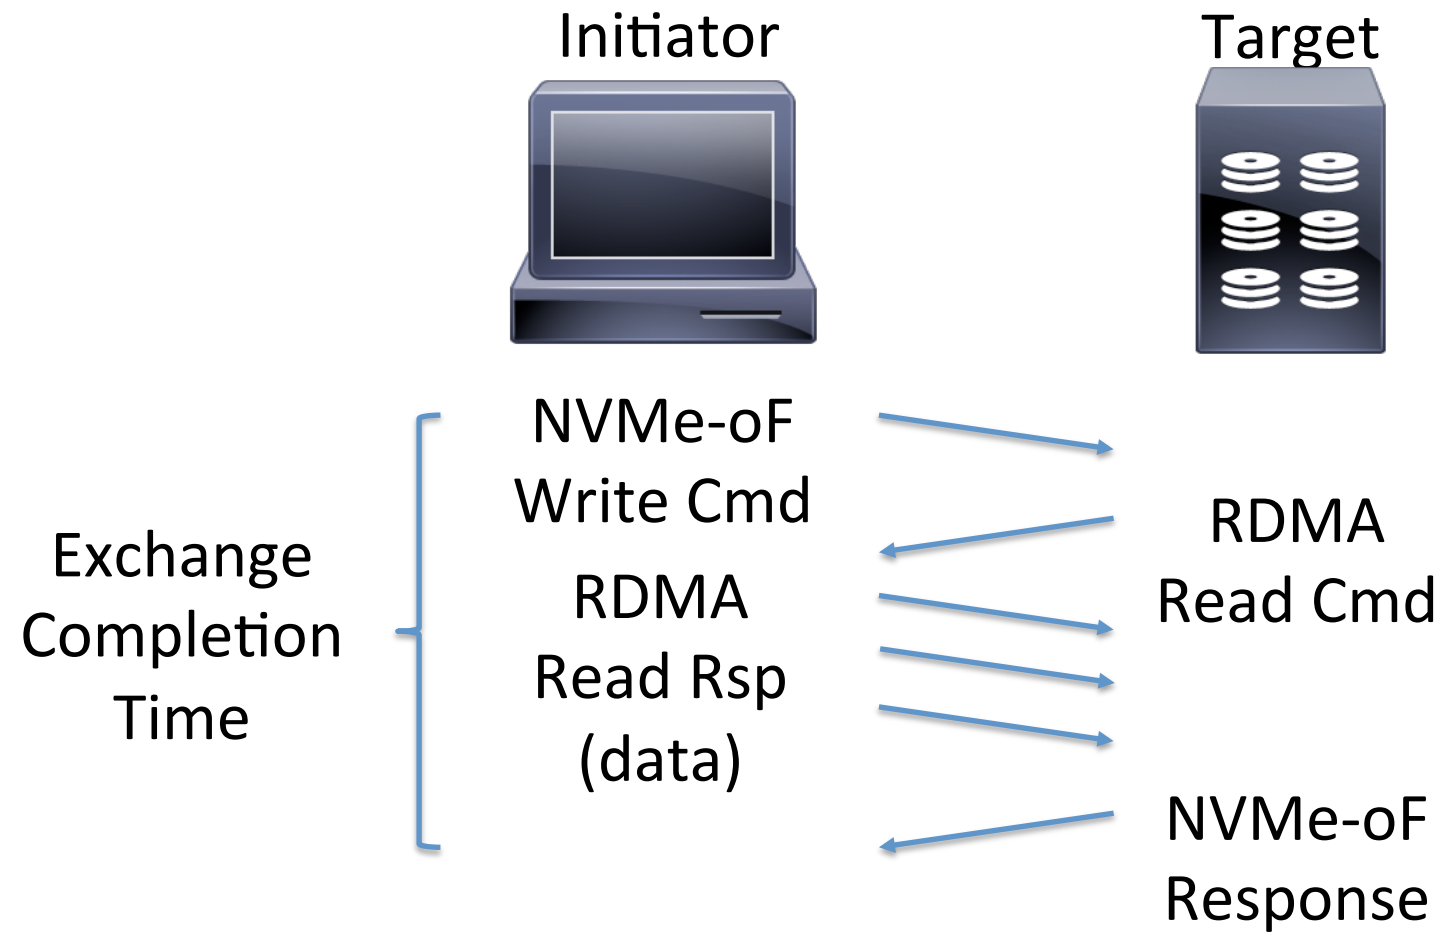 Initiator
Target
NVMe-oF
Write Cmd
RDMA
Read Cmd
Exchange
Completion
Time
RDMA
Read Rsp
(data)
NVMe-oF
Response